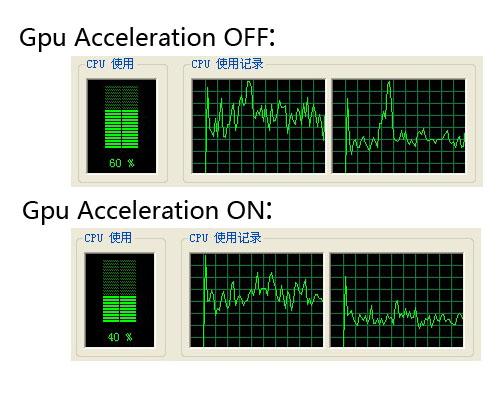 Gpu Acceleration OFF:
CPU 使用
CPU 使用记录
60 %
Gpu Acceleration ON:
CPU 使用
CPU 使用记录
40 %